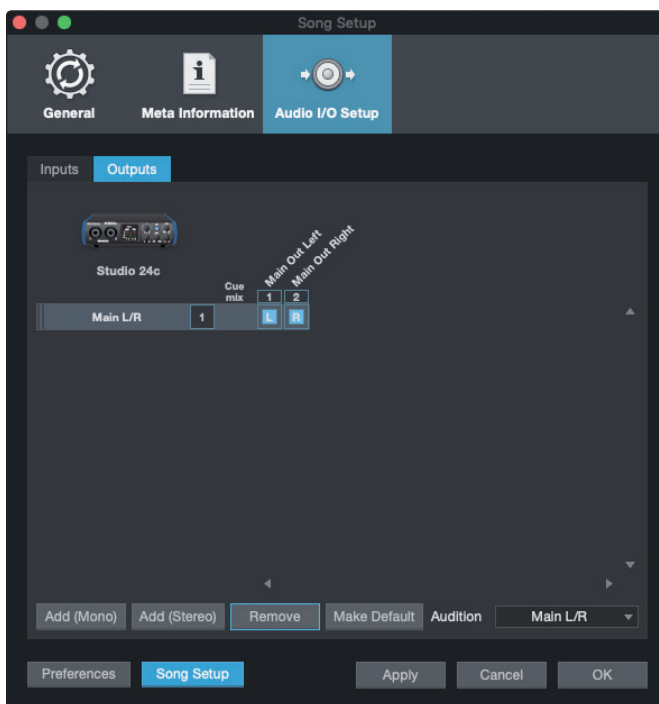 Song Setup
General
Meta Information
Audio I/O Setup
Inputs
Outputs
Studio 24c
Cue
mix
Main Out Left
Main Out Right
1
2
Main L/R
1
L
R
Add (Mono)
Add (Stereo)
Remove
Make Default
Audition
Main L/R
Preferences
Song Setup
Apply
Cancel
OK